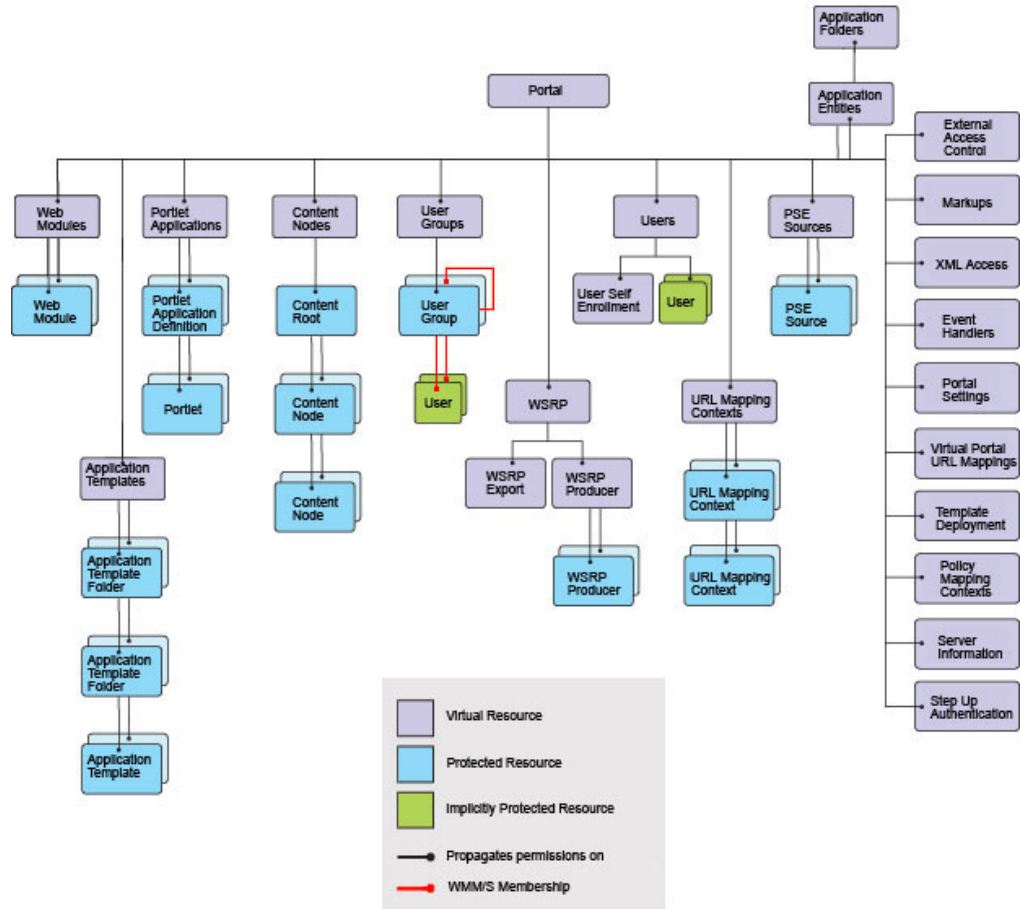 Application
Folders
Portal
Application
Entities
External
Access
Control
Web
Modules
Portlet
Applications
Content
Nodes
User
Groups
Users
PSE
Sources
Markups
XML Access
Web
Module
Portlet
Application
Definition
Content
Root
User
Group
User Self
Enrollment
User
PSE
Source
Event
Handlers
Portlet
Content
Node
User
WSRP
URL Mapping
Contexts
Portal
Settings
Virtual Portal
URL Mappings
Application
Templates
Content
Node
WSRP
Export
WSRP
Producer
URL Mapping
Context
Template
Deployment
Application
Template
Folder
WSRP
Producer
URL Mapping
Context
Policy
Mapping
Contexts
Application
Template
Folder
Server
Information
Step Up
Authentication
Application
Template
Virtual Resource
Protected Resource
Implicitly Protected Resource
Propagates permissions on
WMM/S Membership